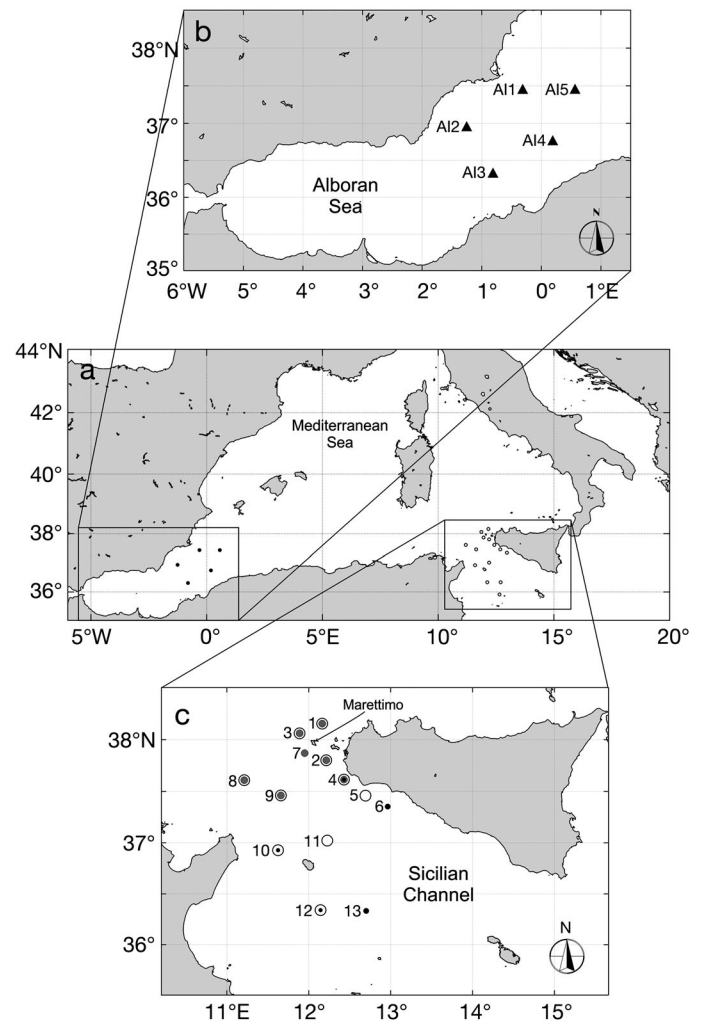 b
38°N
37°
36°
35°
Al1
Al5
Al2
Al4
Al3
Alboran
Sea
N
6°W 5° 4° 3° 2° 1° 0° 1°E
44°N
42°
40°
38°
36°
a
Mediterranean
Sea
5°W 0° 5°E 10° 15° 20°
c
Marettimo
38°N
37°
36°
1
3
7
2
8
4
9
5
6
11
10
12
13
Sicilian
Channel
N
11°E 12° 13° 14° 15°